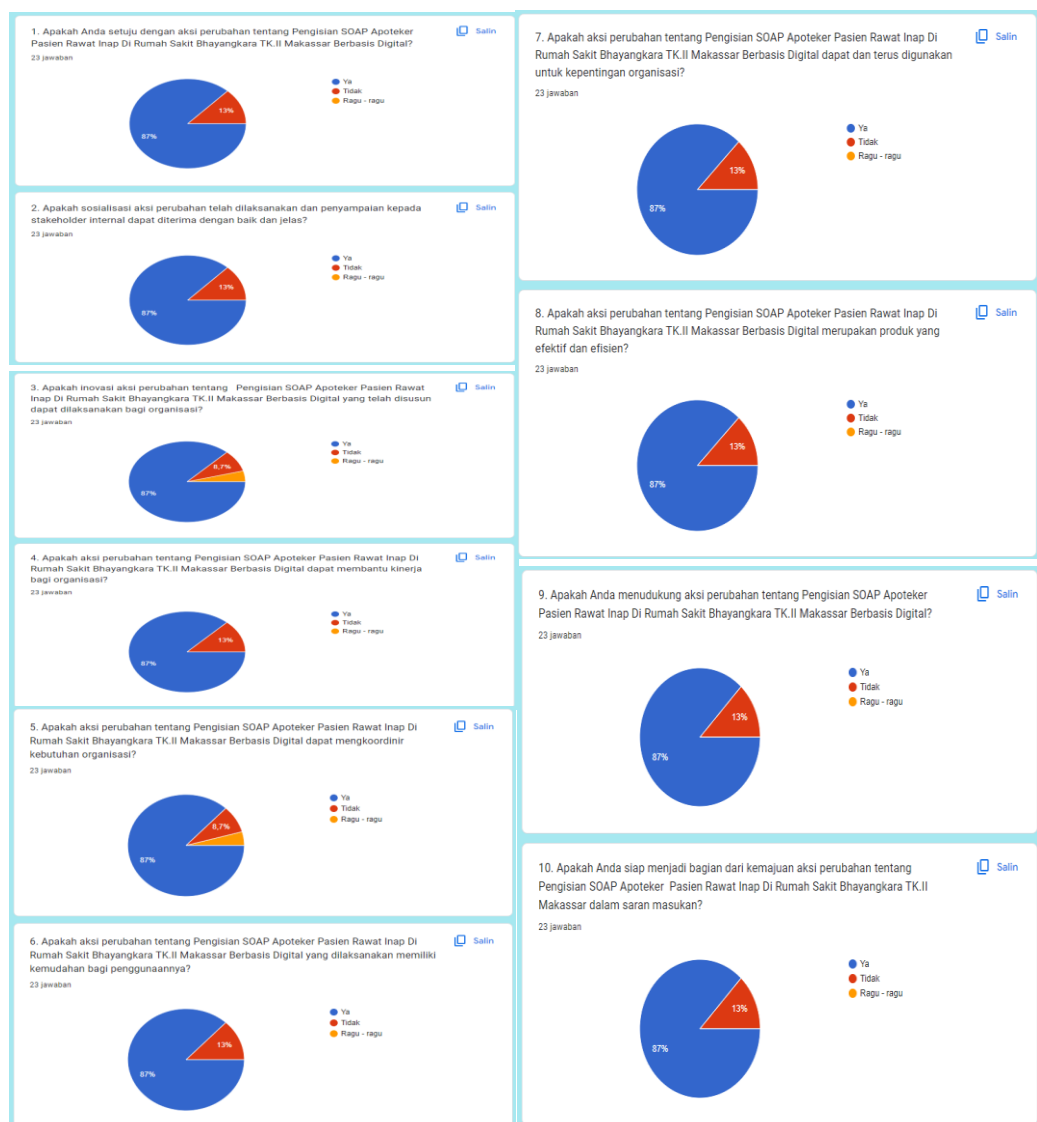 1. Apakah Anda setuju dengan aksi perubahan tentang Pengisian SOAP Apoteker
Pasien Rawat Inap Di Rumah Sakit Bhayangkara TK.II Makassar Berbasis Digital?
Salin
23 jawaban
Ya
Tidak
Ragu - ragu
13%
87%
2. Apakah sosialisasi aksi perubahan telah dilaksanakan dan penyampaian kepada
stakeholder internal dapat diterima dengan baik dan jelas?
Salin
23 jawaban
Ya
Tidak
Ragu - ragu
13%
87%
3. Apakah inovasi aksi perubahan tentang Pengisian SOAP Apoteker Pasien Rawat
Inap Di Rumah Sakit Bhayangkara TK.II Makassar Berbasis Digital yang telah disusun
dapat dilaksanakan bagi organisasi?
Salin
23 jawaban
Ya
Tidak
Ragu - ragu
8,7%
87%
4. Apakah aksi perubahan tentang Pengisian SOAP Apoteker Pasien Rawat Inap Di
Rumah Sakit Bhayangkara TK.II Makassar Berbasis Digital dapat membantu kinerja
bagi organisasi?
Salin
23 jawaban
Ya
Tidak
Ragu - ragu
13%
87%
5. Apakah aksi perubahan tentang Pengisian SOAP Apoteker Pasien Rawat Inap Di
Rumah Sakit Bhayangkara TK.II Makassar Berbasis Digital dapat mengkoordinir
kebutuhan organisasi?
Salin
23 jawaban
Ya
Tidak
Ragu - ragu
8,7%
87%
6. Apakah aksi perubahan tentang Pengisian SOAP Apoteker Pasien Rawat Inap Di
Rumah Sakit Bhayangkara TK.II Makassar Berbasis Digital yang dilaksanakan memiliki
kemudahan bagi penggunaannya?
Salin
23 jawaban
Ya
Tidak
Ragu - ragu
13%
87%
7. Apakah aksi perubahan tentang Pengisian SOAP Apoteker Pasien Rawat Inap Di
Rumah Sakit Bhayangkara TK.II Makassar Berbasis Digital dapat dan terus digunakan
untuk kepentingan organisasi?
Salin
23 jawaban
Ya
Tidak
Ragu - ragu
13%
87%
8. Apakah aksi perubahan tentang Pengisian SOAP Apoteker Pasien Rawat Inap Di
Rumah Sakit Bhayangkara TK.II Makassar Berbasis Digital merupakan produk yang
efektif dan efisien?
Salin
23 jawaban
Ya
Tidak
Ragu - ragu
13%
87%
9. Apakah Anda menudukung aksi perubahan tentang Pengisian SOAP Apoteker
Pasien Rawat Inap Di Rumah Sakit Bhayangkara TK.II Makassar Berbasis Digital?
Salin
23 jawaban
Ya
Tidak
Ragu - ragu
13%
87%
10. Apakah Anda siap menjadi bagian dari kemajuan aksi perubahan tentang
Pengisian SOAP Apoteker Pasien Rawat Inap Di Rumah Sakit Bhayangkara TK.II
Makassar dalam saran masukan?
Salin
23 jawaban
Ya
Tidak
Ragu - ragu
13%
87%